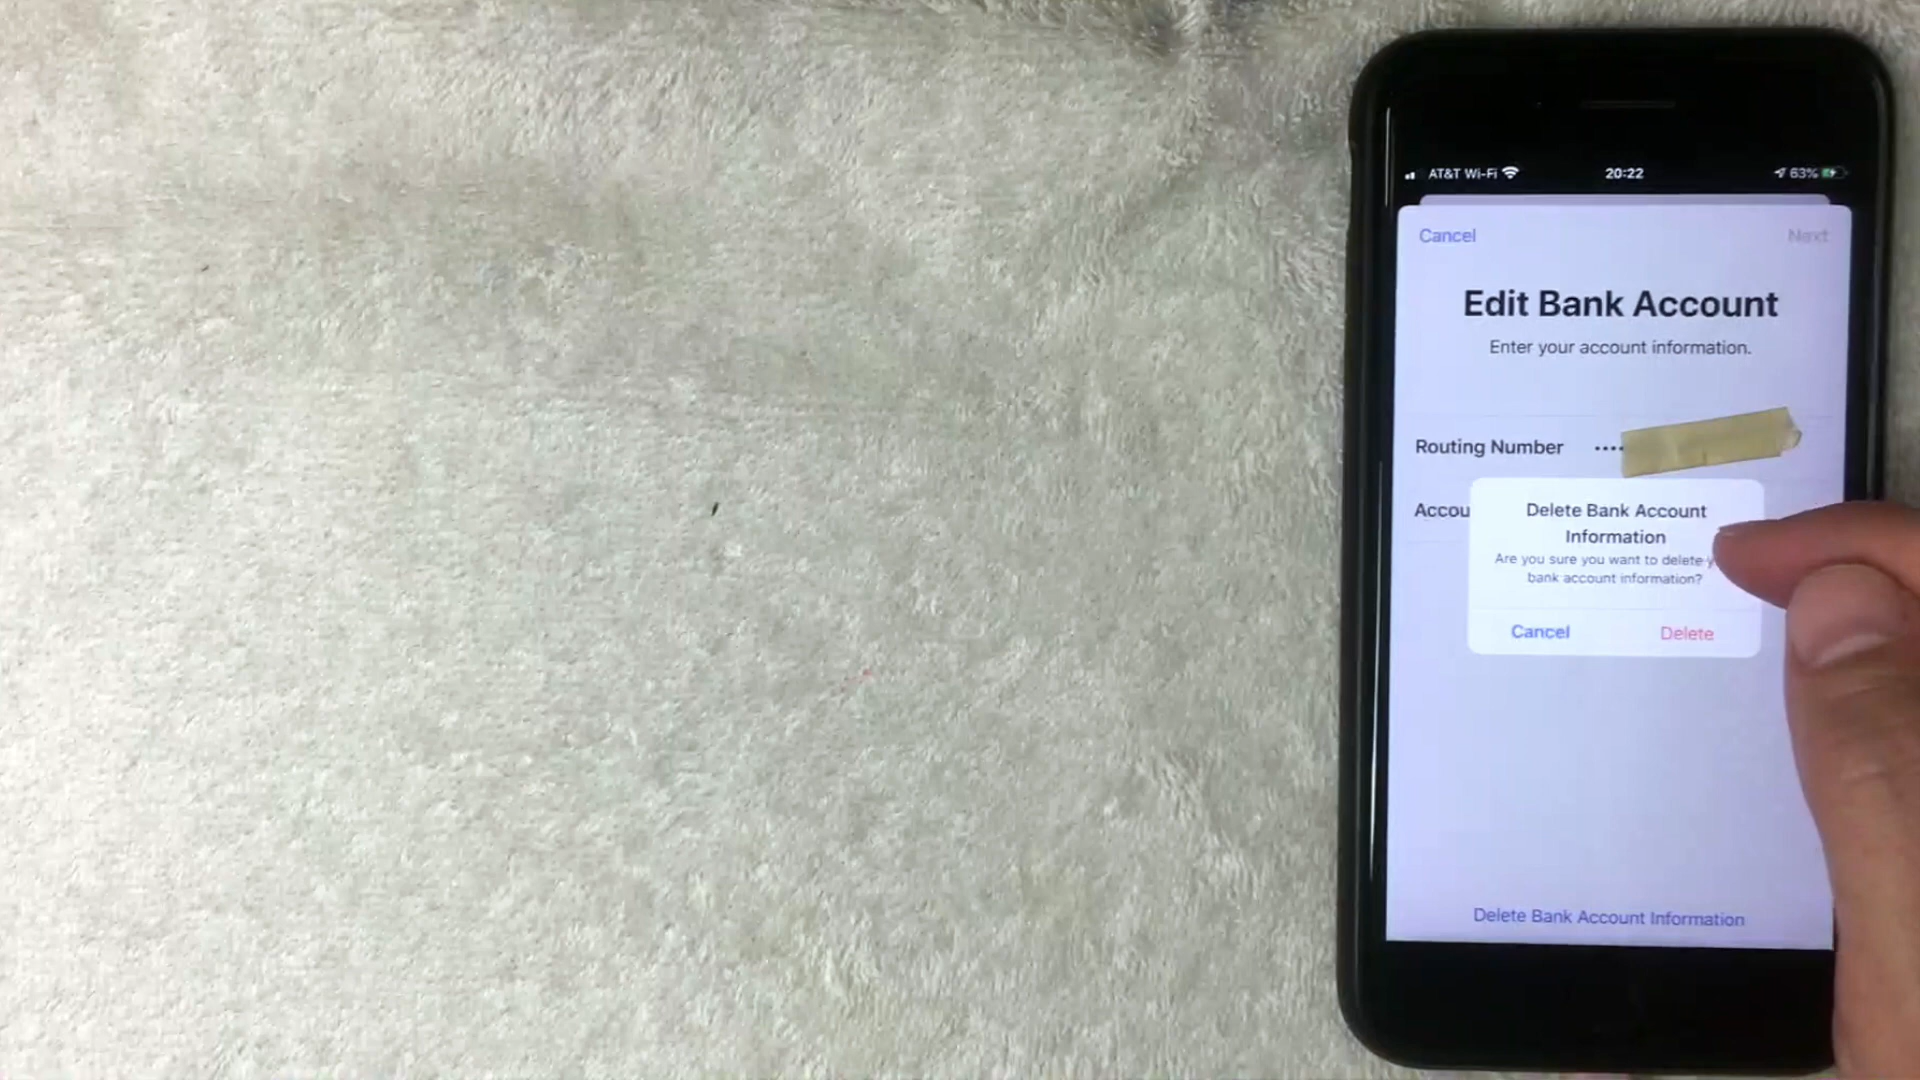 AT&T Wi-Fi 20:22 63%
Cancel Next
Edit Bank Account
Enter your account information.
Routing Number ••••
Delete Bank Account
Information
Are you sure you want to delete
bank account information?
Cancel Delete
Delete Bank Account Information